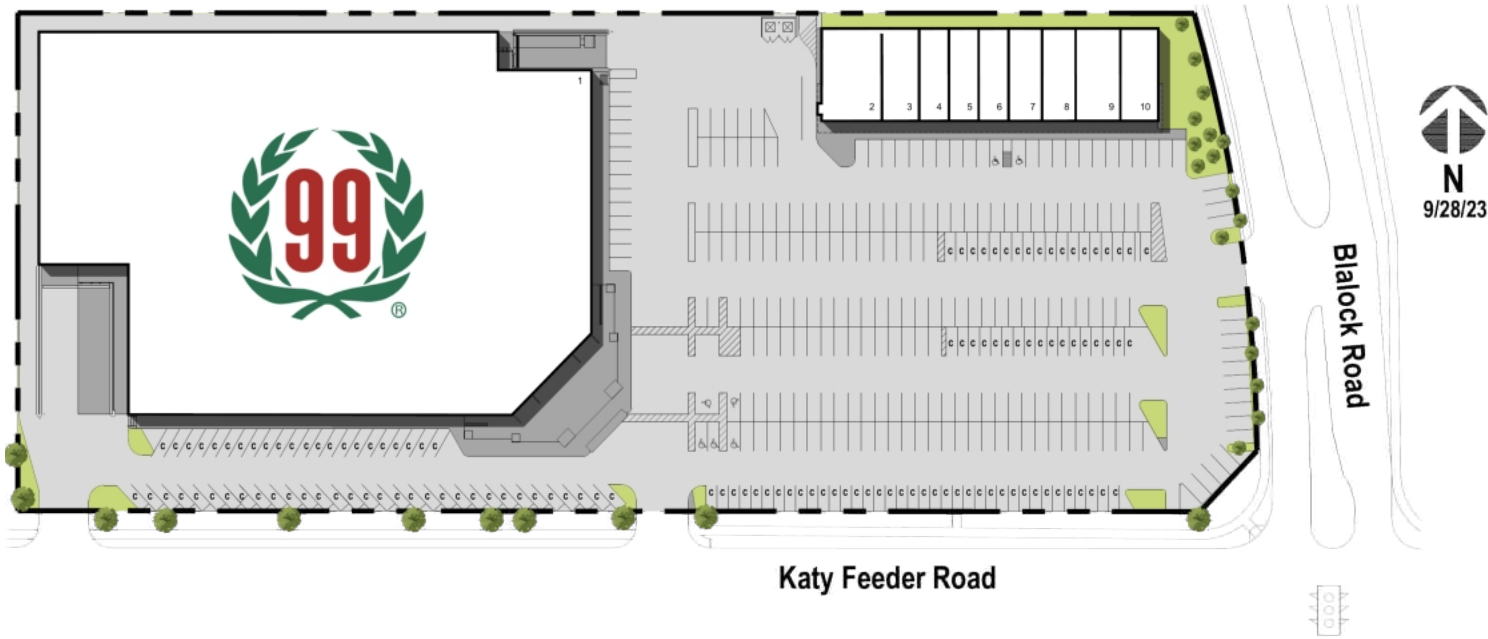 1
2 3 4 5 6 7 8 9 10
99
®
N
9/28/23
Blalock Road
c c c c c c c c c c c c c c c c
c c c c c c c c c c c c c c c
c c c c c c c c c c c c c c c c c c c c c c
c c c c c c c c c c c c c c c c c c c c c c c c c c c c c c c
c c c c c c c c c c c c c c c c c c c c c c c c c c c c c c c c c c c c c
Katy Feeder Road